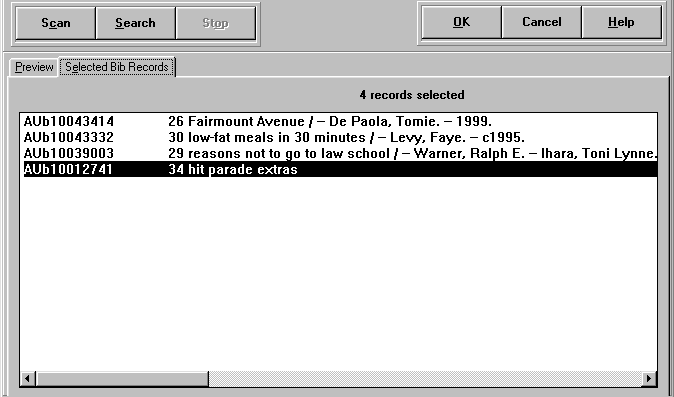 Scan Search Stop OK Cancel Help
Preview Selected Bib Records
4 records selected
AUb10043414 26 Fairmount Avenue / – De Paola, Tomie. – 1999.
AUb10043332 30 low-fat meals in 30 minutes / – Levy, Faye. – c1995.
AUb10039003 29 reasons not to go to law school / – Warner, Ralph E. – Ihara, Toni Lynne.
AUb10012741 34 hit parade extras